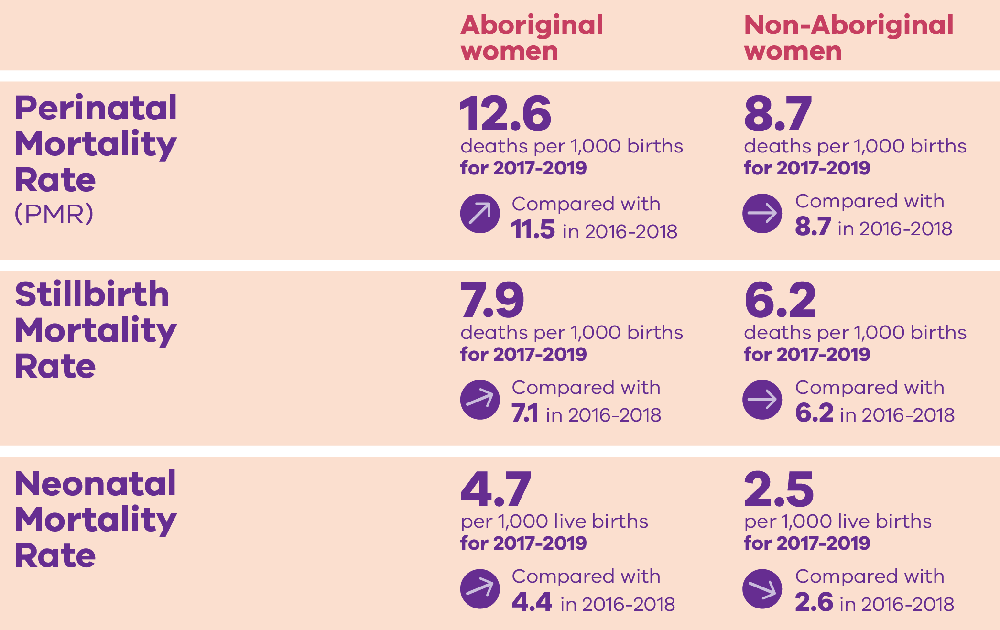 Aboriginal
women
Non-Aboriginal
women
Perinatal
Mortality
Rate
(PMR)
12.6
deaths per 1,000 births
for 2017-2019
Compared with
11.5 in 2016-2018
8.7
deaths per 1,000 births
for 2017-2019
Compared with
8.7 in 2016-2018
Stillbirth
Mortality
Rate
7.9
deaths per 1,000 births
for 2017-2019
Compared with
7.1 in 2016-2018
6.2
deaths per 1,000 births
for 2017-2019
Compared with
6.2 in 2016-2018
Neonatal
Mortality
Rate
4.7
per 1,000 live births
for 2017-2019
Compared with
4.4 in 2016-2018
2.5
per 1,000 live births
for 2017-2019
Compared with
2.6 in 2016-2018